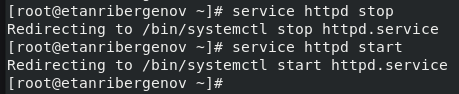 [root@etanribergenov ~]# service httpd stop
Redirecting to /bin/systemctl stop httpd.service
[root@etanribergenov ~]# service httpd start
Redirecting to /bin/systemctl start httpd.service
[root@etanribergenov ~]#